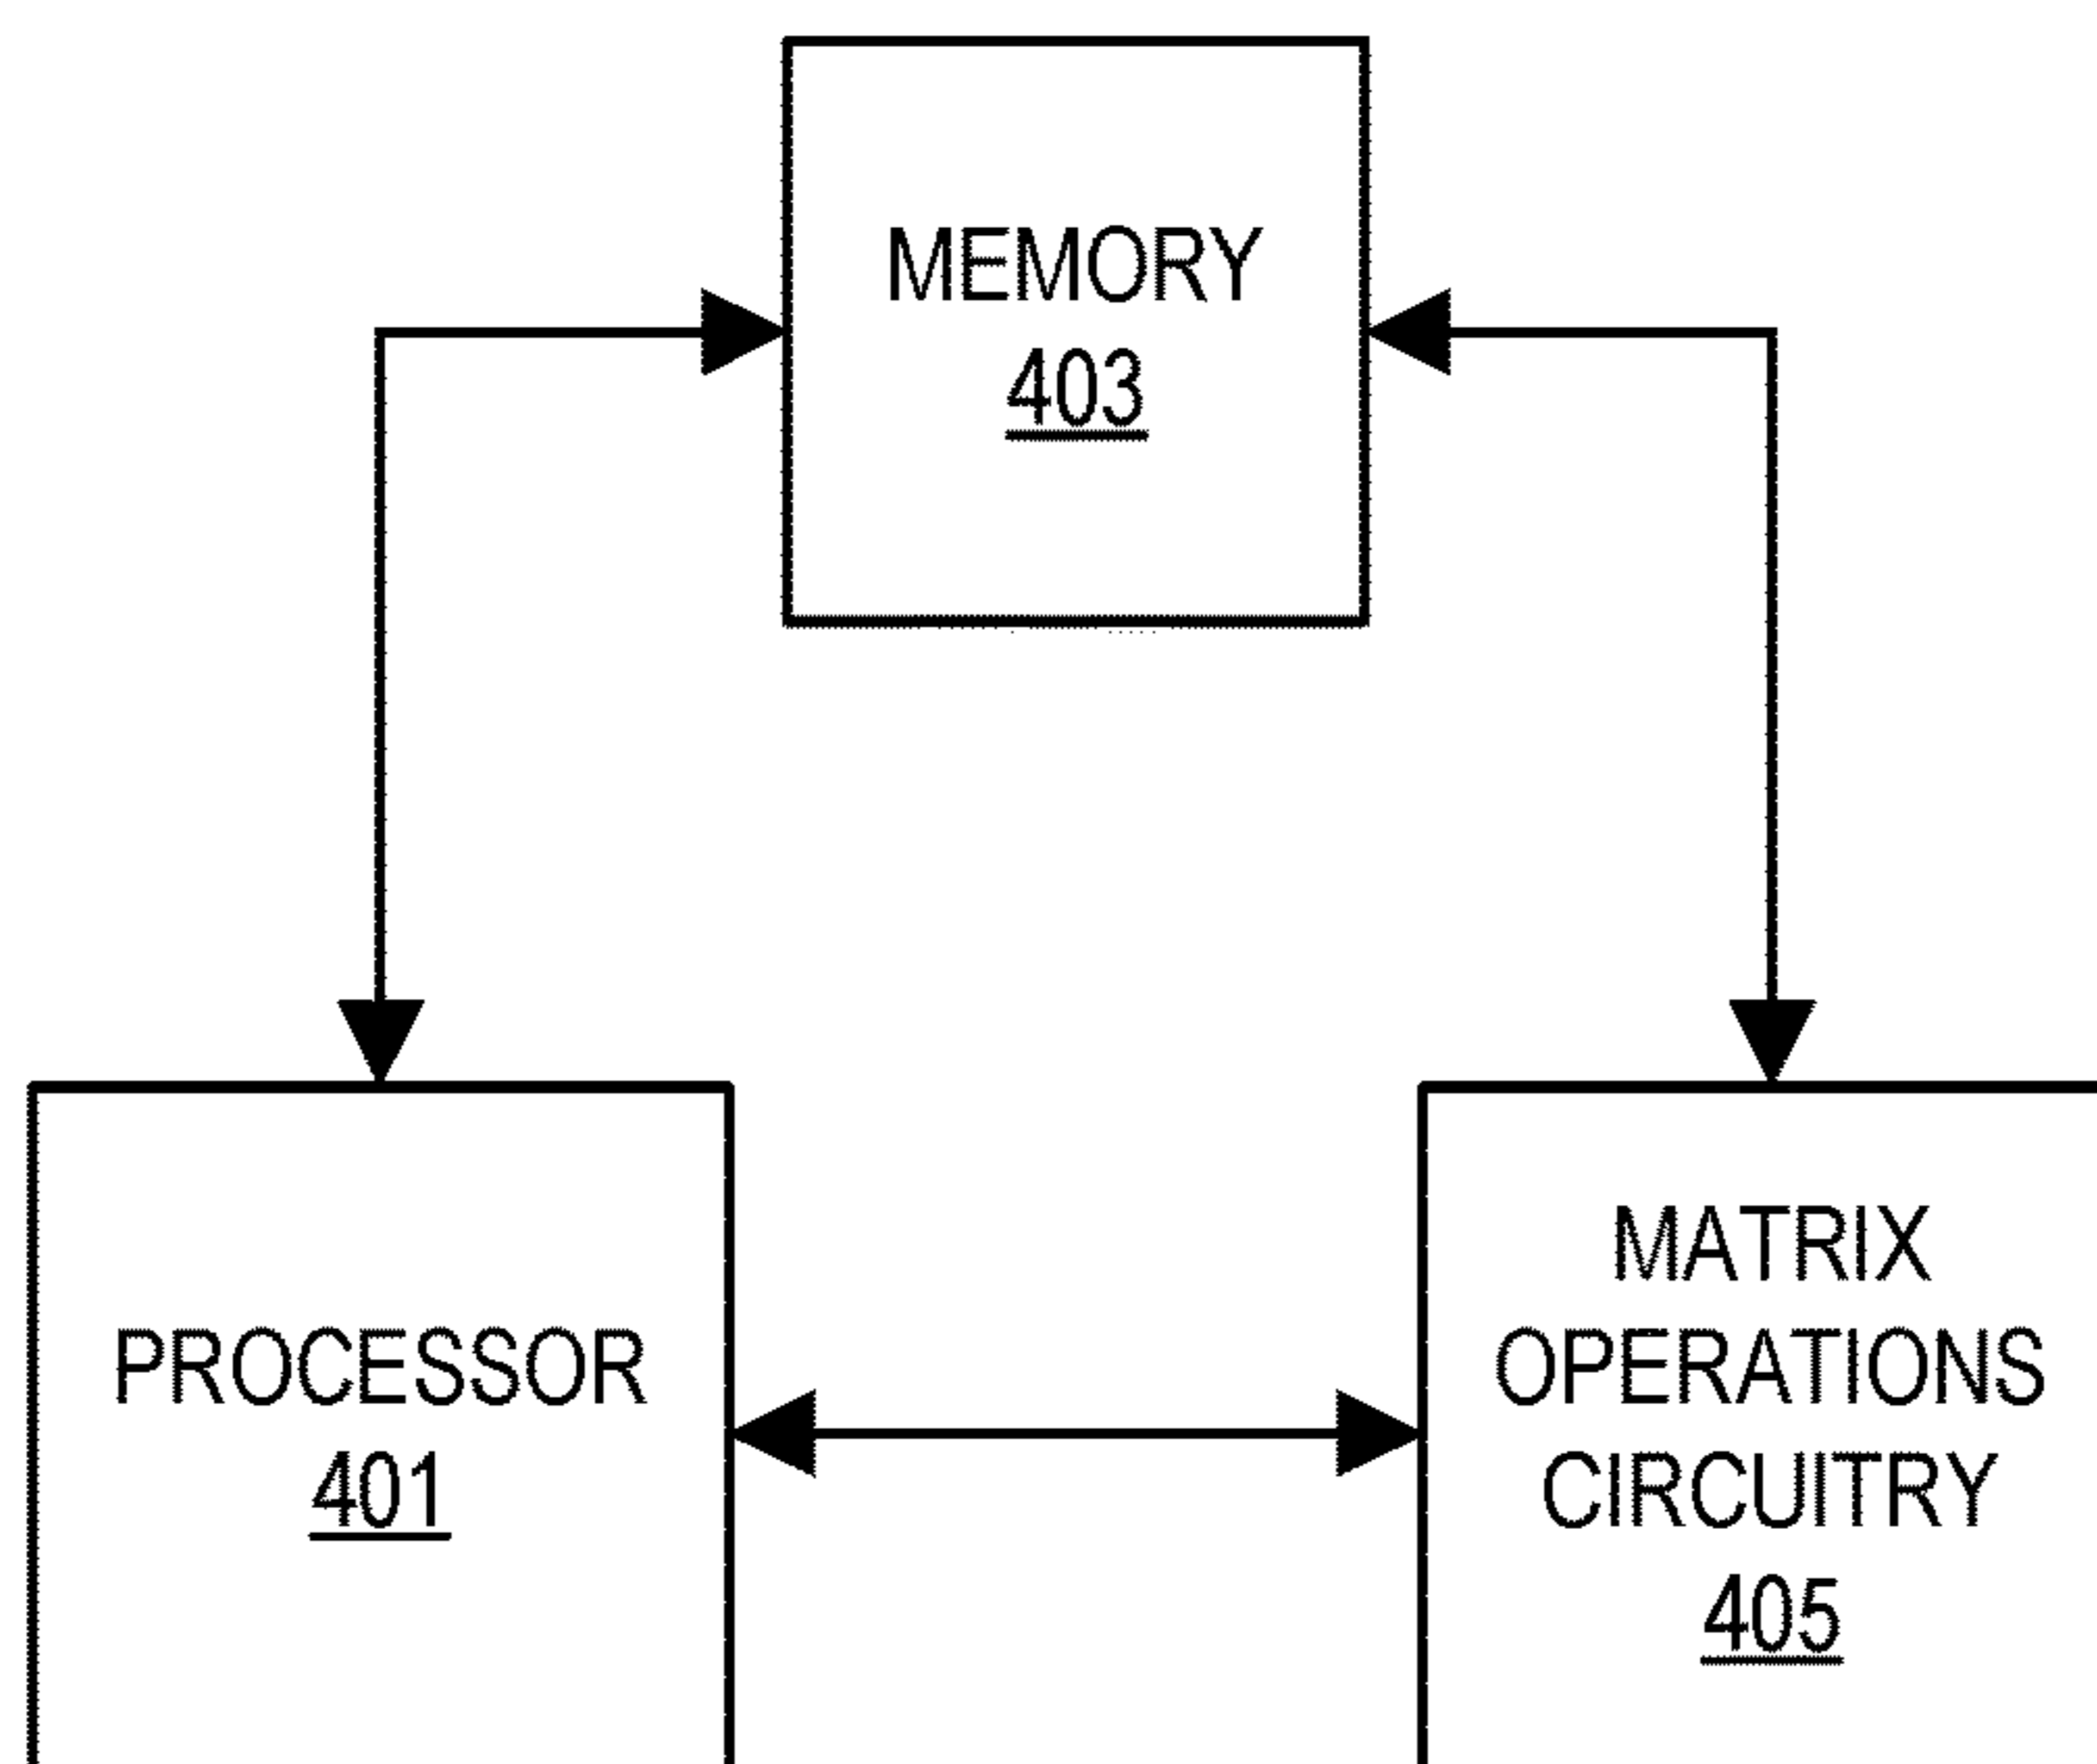 MEMORY
403
PROCESSOR
401
MATRIX
OPERATIONS
CIRCUITRY
405